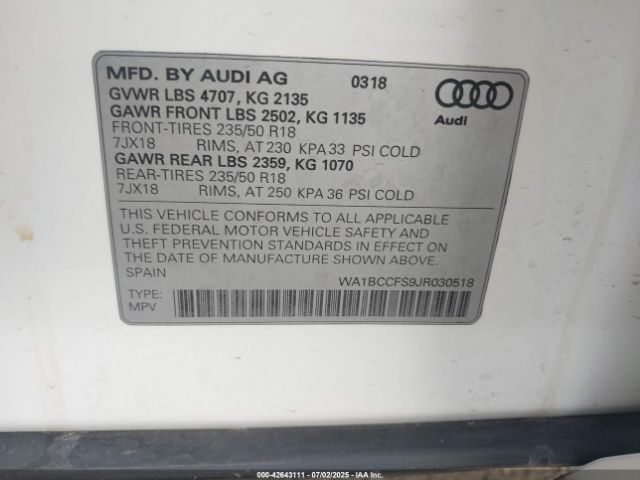 MFD. BY AUDI AG 0318
GVWR LBS 4707, KG 2135
GAWR FRONT LBS 2502, KG 1135
FRONT-TIRES 235/50 R18
7JX18 RIMS, AT 230 KPA 33 PSI COLD
GAWR REAR LBS 2359, KG 1070
REAR-TIRES 235/50 R18
7JX18 RIMS, AT 250 KPA 36 PSI COLD
Audi
THIS VEHICLE CONFORMS TO ALL APPLICABLE
U.S. FEDERAL MOTOR VEHICLE SAFETY AND
THEFT PREVENTION STANDARDS IN EFFECT ON
THE DATE OF MANUFACTURE SHOWN ABOVE.
SPAIN
WA1BCCFS9JR030518
TYPE:
MPV
000-42643111 - 07/02/2025 - IAAI.COM